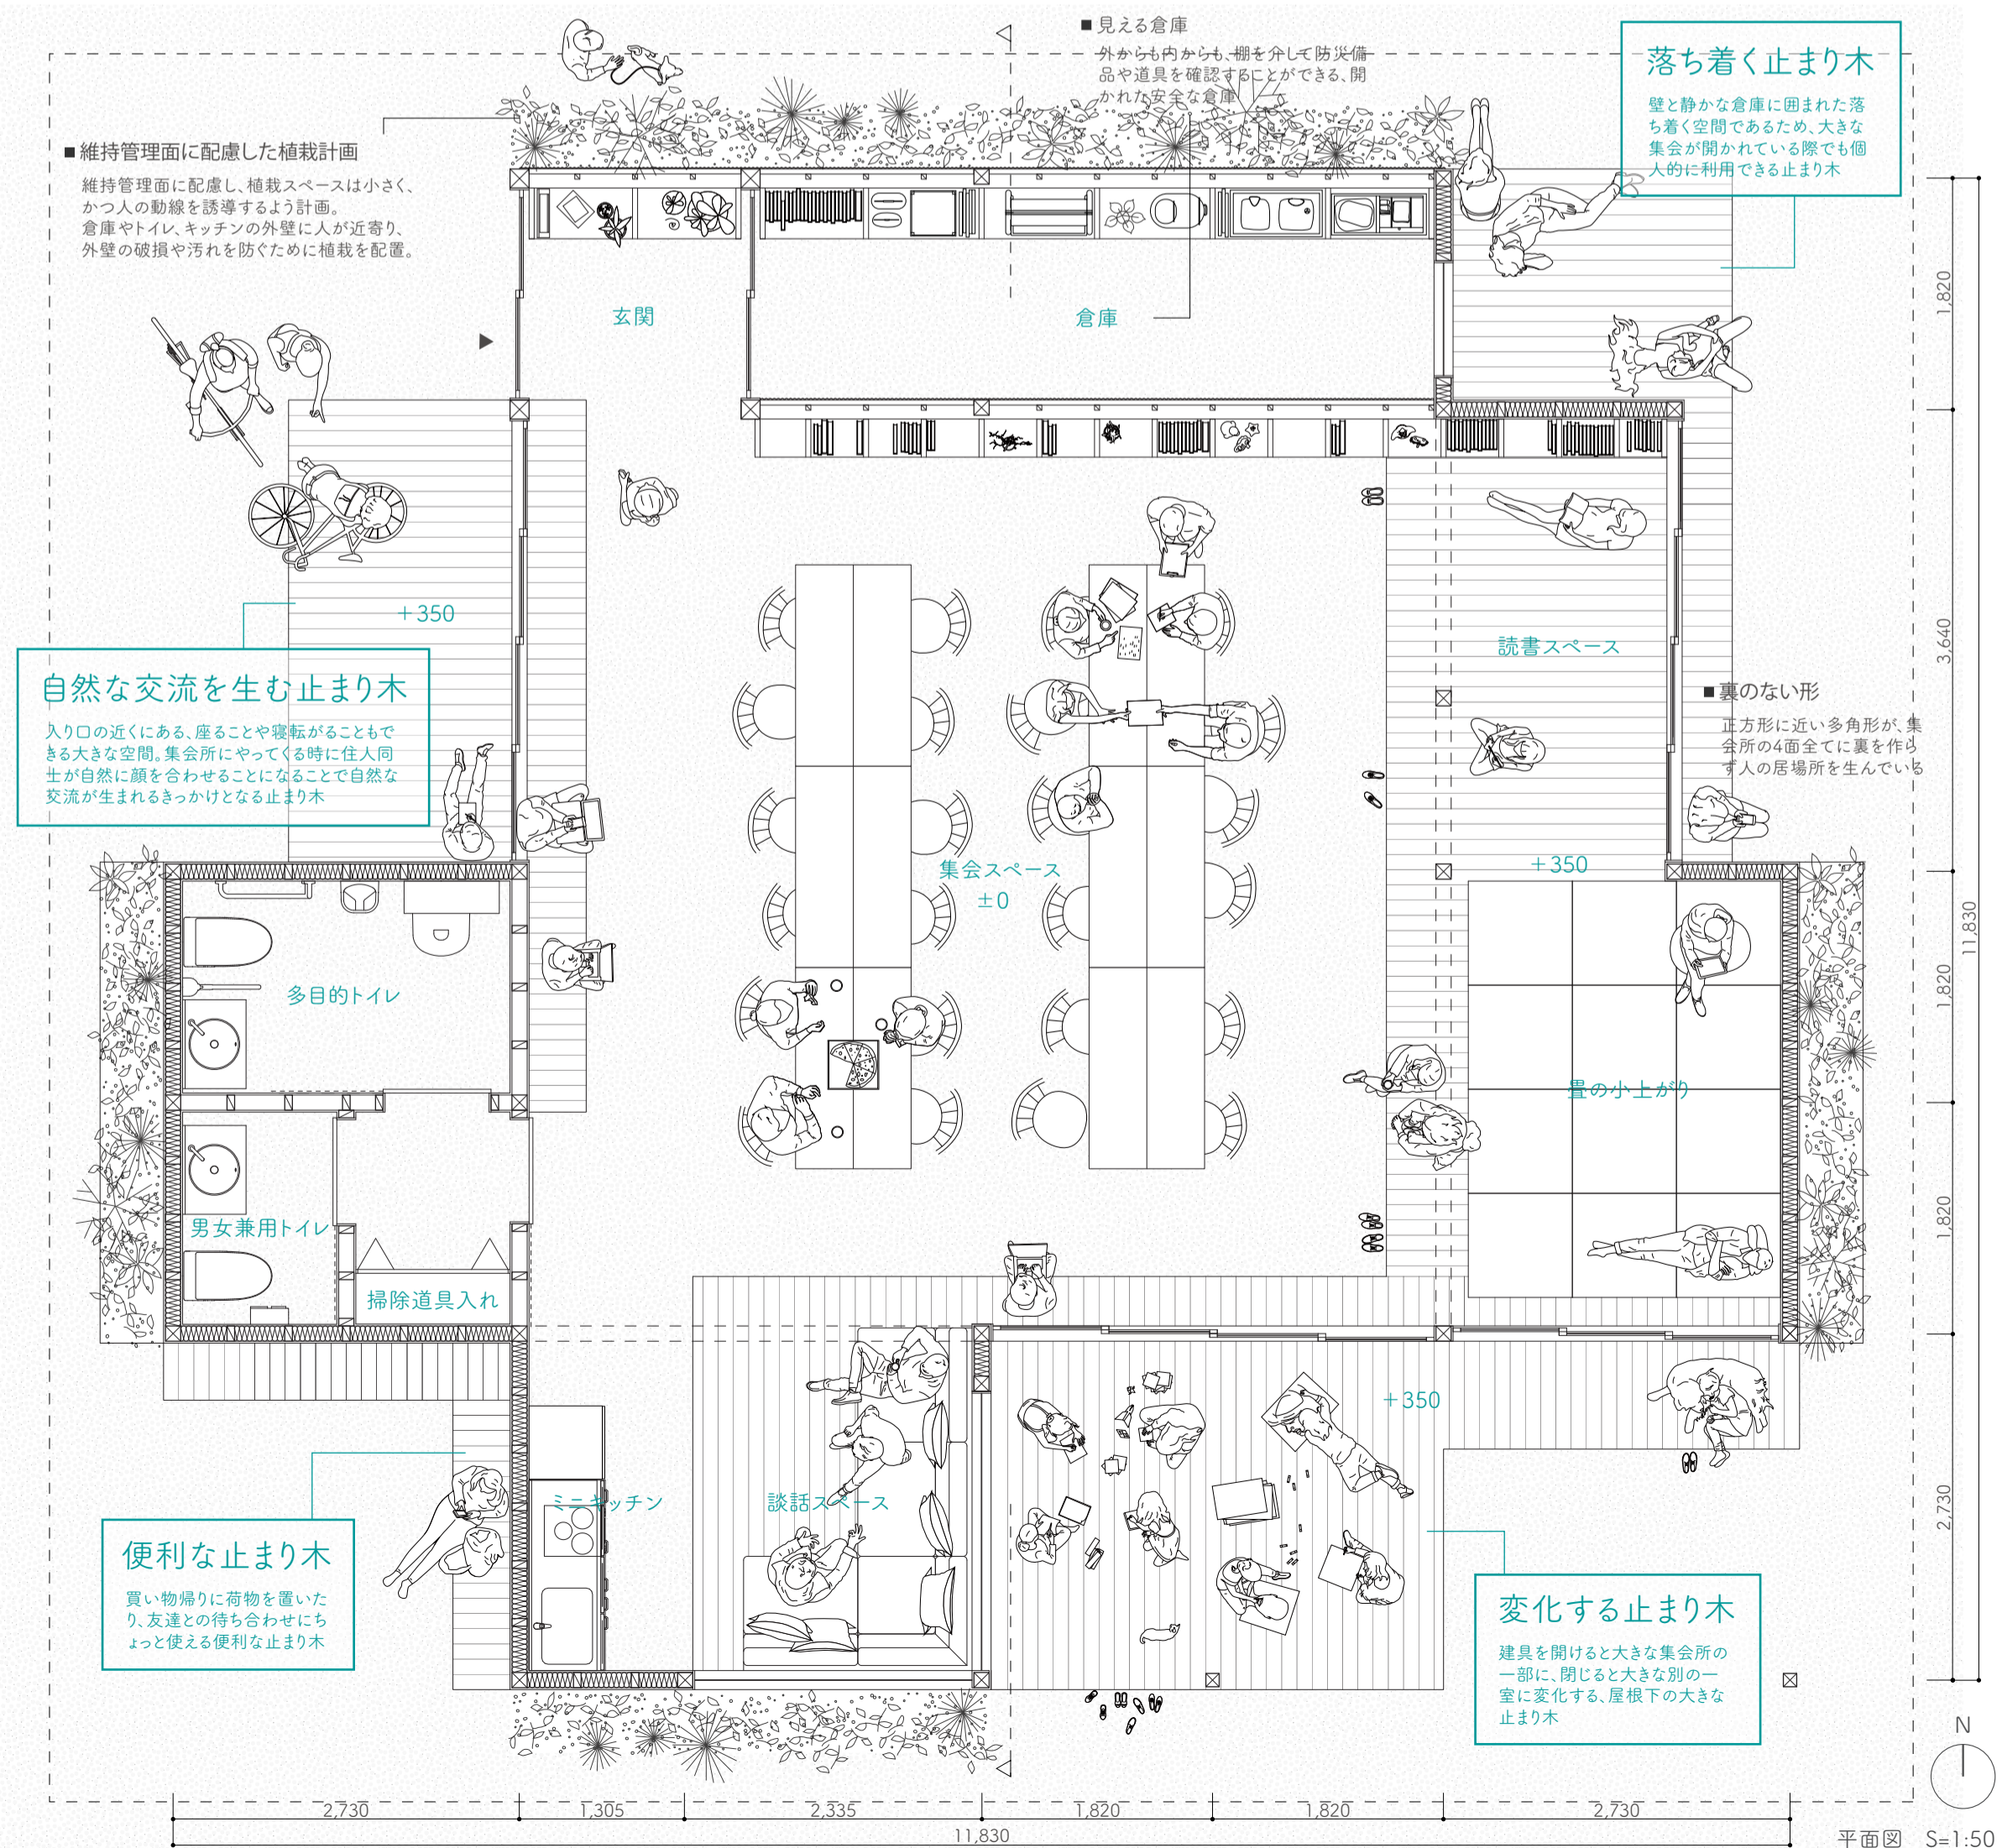 ■見える倉庫
外からも内からも、棚を介して防災備
品や道具を確認することができる、開
かれた安全な倉庫
落ち着く止まり木
壁と静かな倉庫に囲まれた落
ち着く空間であるため、大きな
集会が開かれている際でも個
人的に利用できる止まり木
■維持管理面に配慮した植栽計画
維持管理面に配慮し、植栽スペースは小さく、
かつ人の動線を誘導するよう計画。
倉庫やトイレ、キッチンの外壁に人が近寄り、
外壁の破損や汚れを防ぐために植栽を配置。
玄関
倉庫
1,820
+350
自然な交流を生む止まり木
入り口の近くにある、座ることや寝転がることもで
きる大きな空間。集会所にやってくる時に住人同
士が自然に顔を合わせることになることで自然な
交流が生まれるきっかけとなる止まり木
読書スペース
3,640
■裏のない形
正方形に近い多角形が、集
会所の4面全てに裏を作ら
ず人の居場所を生んでいる
集会スペース
±0
+350
11,830
多目的トイレ
1,820
畳の小上がり
男女兼用トイレ
1,820
掃除道具入れ
+350
ミニキッチン
談話スペース
2,730
便利な止まり木
買い物帰りに荷物を置いた
り、友達との待ち合わせにち
ょっと使える便利な止まり木
変化する止まり木
建具を開けると大きな集会所の
一部に、閉じると大きな別の一
室に変化する、屋根下の大きな
止まり木
N
2,730
1,305
2,335
1,820
1,820
2,730
11,830
平面図 S=1:50